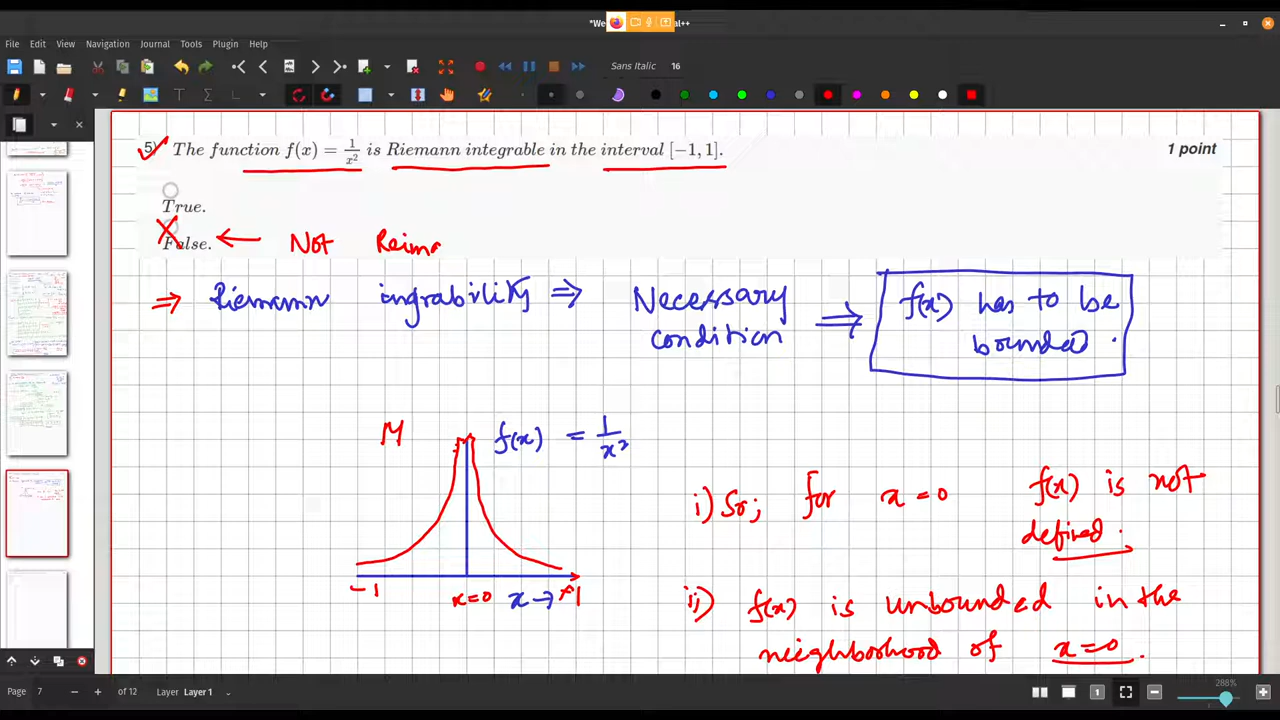 *We
al++
File Edit View Navigation Journal Tools Plugin Help
Sans Italic 16
5) The function f(x) = 1/x² is Riemann integrable in the interval [−1, 1]. 1 point
True.
False. ← Not Reima
⇒ Riemann ingrability ⇒ Necessary condition ⇒ f(x) has to be bounded.
M f(x) = 1/x²
i) So, for x = 0 f(x) is not
defined.
-1 x=0 x→ +1
ii) f(x) is unbounded in the
neighborhood of x=0.
Page 7 of 12 Layer Layer 1
288%